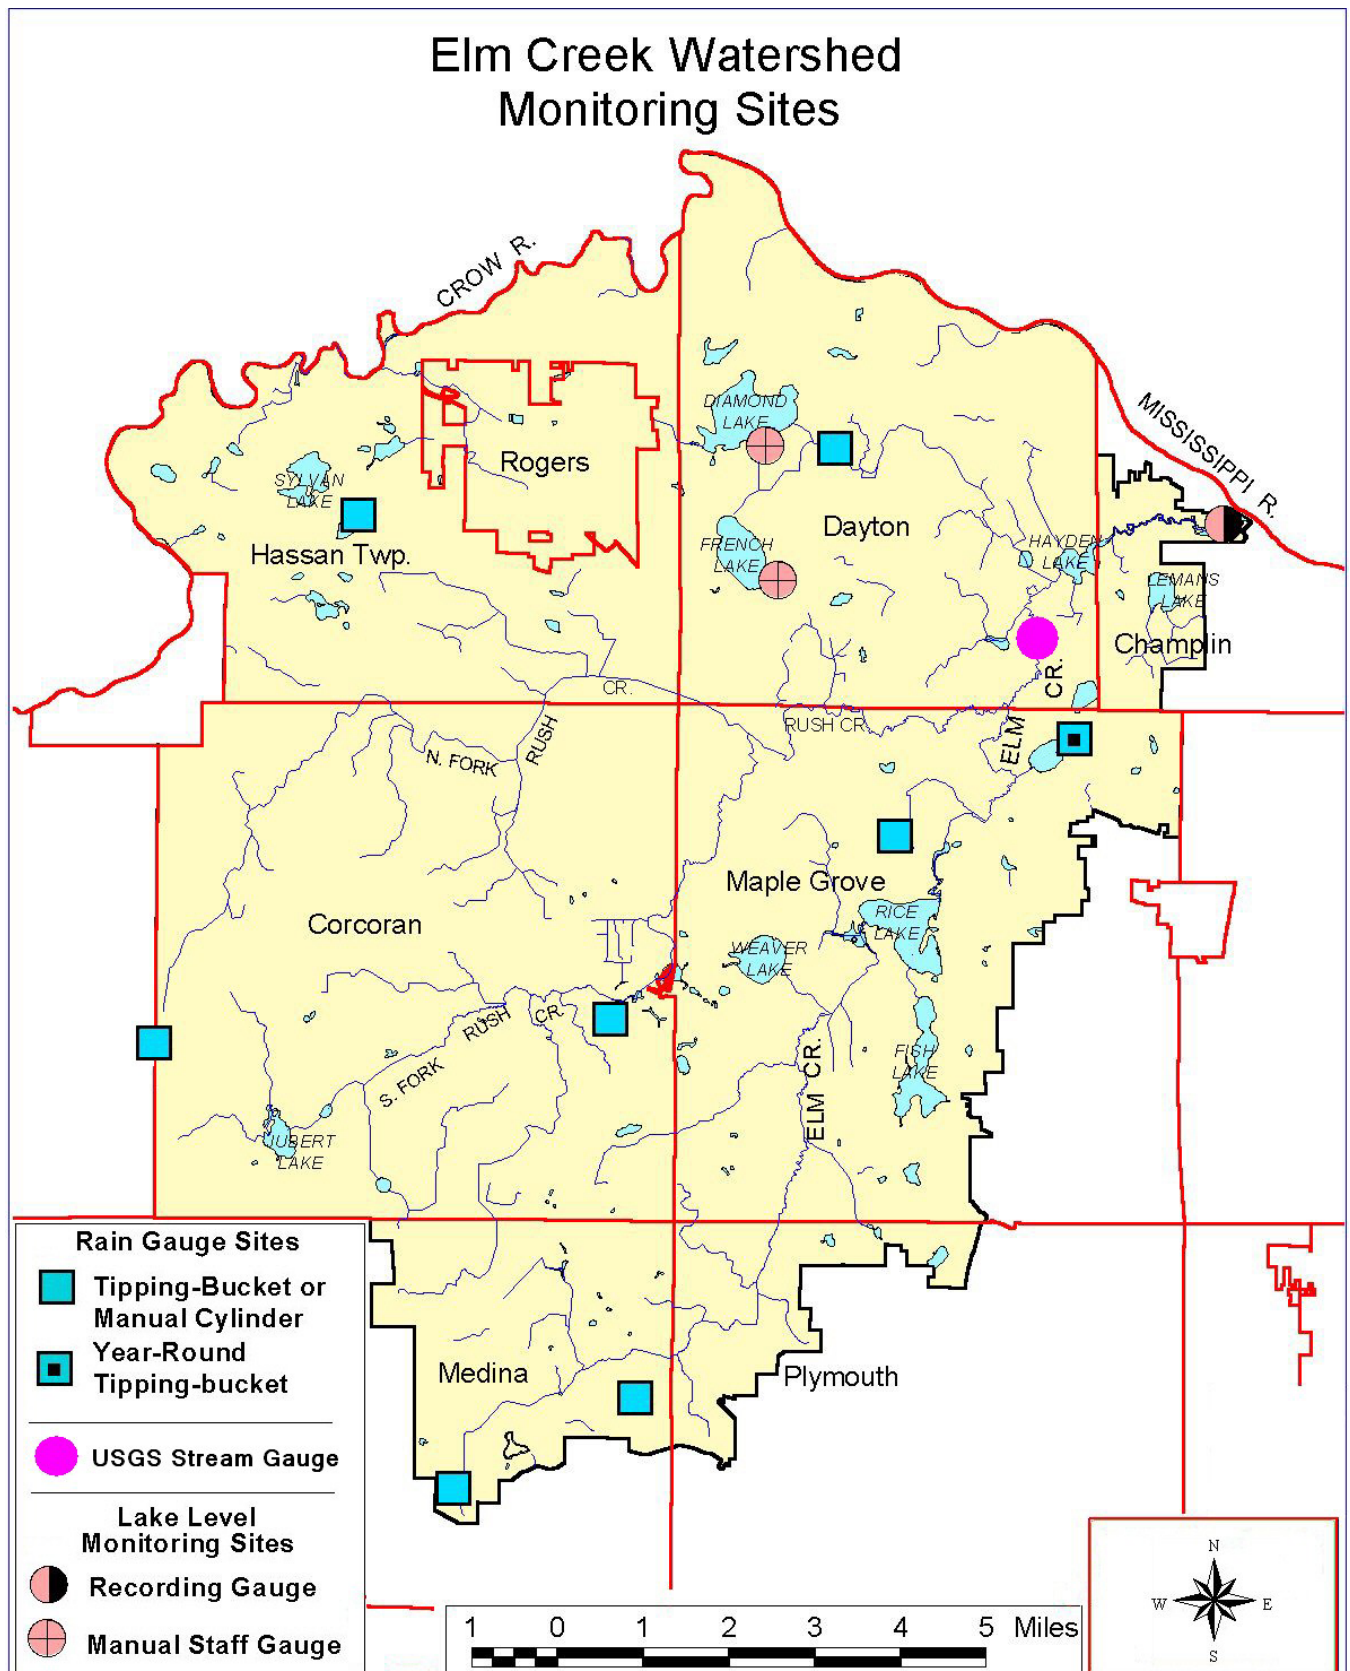 Elm Creek Watershed
Monitoring Sites
CROW R.
MISSISSIPPI R.
DIAMOND
LAKE
Rogers
SYLVAN
LAKE
Hassan Twp.
Dayton
FRENCH
LAKE
HAYDEN
LAKE
LEMANS
LAKE
Champlin
CR.
CR.
RUSH CR.
ELM
RUSH
N. FORK
Maple Grove
RICE
LAKE
Corcoran
WEAVER
LAKE
RUSH CR.
S. FORK
FISH
LAKE
ELM CR.
JUBERT
LAKE
Medina
Plymouth
Rain Gauge Sites
Tipping-Bucket or
Manual Cylinder
Year-Round
Tipping-bucket
USGS Stream Gauge
Lake Level
Monitoring Sites
Recording Gauge
Manual Staff Gauge
1 0 1 2 3 4 5 Miles
N
W E
S